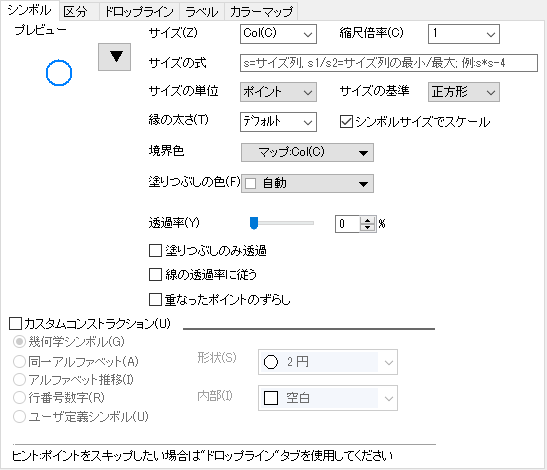 シンボル 区分 ドロップライン ラベル カラーマップ
プレビュー
サイズ(Z) Col(C) 縮尺倍率(C) 1
サイズの式 s=サイズ列, s1/s2=サイズ列の最小/最大; 例:s*s-4
サイズの単位 ポイント サイズの基準 正方形
縁の太さ(T) デフォルト シンボルサイズでスケール
境界色 マップ:Col(C)
塗りつぶしの色(F) 自動
透過率(Y) 0 %
塗りつぶしのみ透過
線の透過率に従う
重なったポイントのずらし
カスタムコンストラクション(U)
幾何学シンボル(G)
同一アルファベット(A)
アルファベット推移(I)
行番号数字(R)
ユーザ定義シンボル(U)
形状(S) 2 円
内部(I) 空白
ヒント:ポイントをスキップしたい場合は"ドロップライン"タブを使用してください